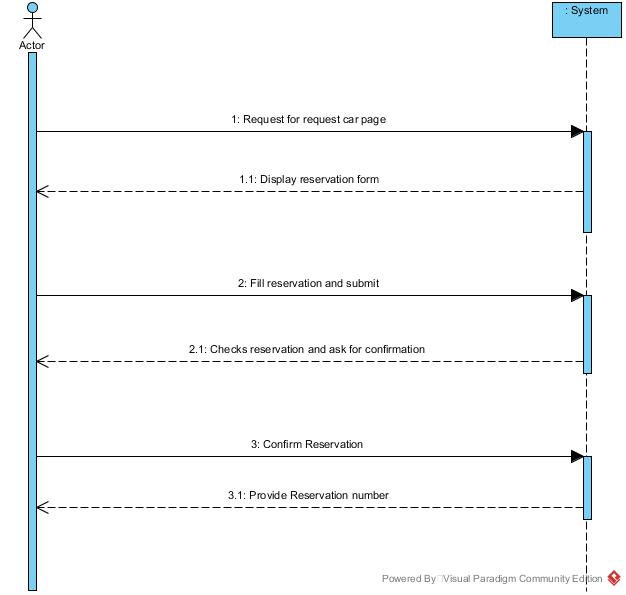 : System
Actor
1: Request for request car page
1.1: Display reservation form
2: Fill reservation and submit
2.1: Checks reservation and ask for confirmation
3: Confirm Reservation
3.1: Provide Reservation number
Powered By Visual Paradigm Community Edition